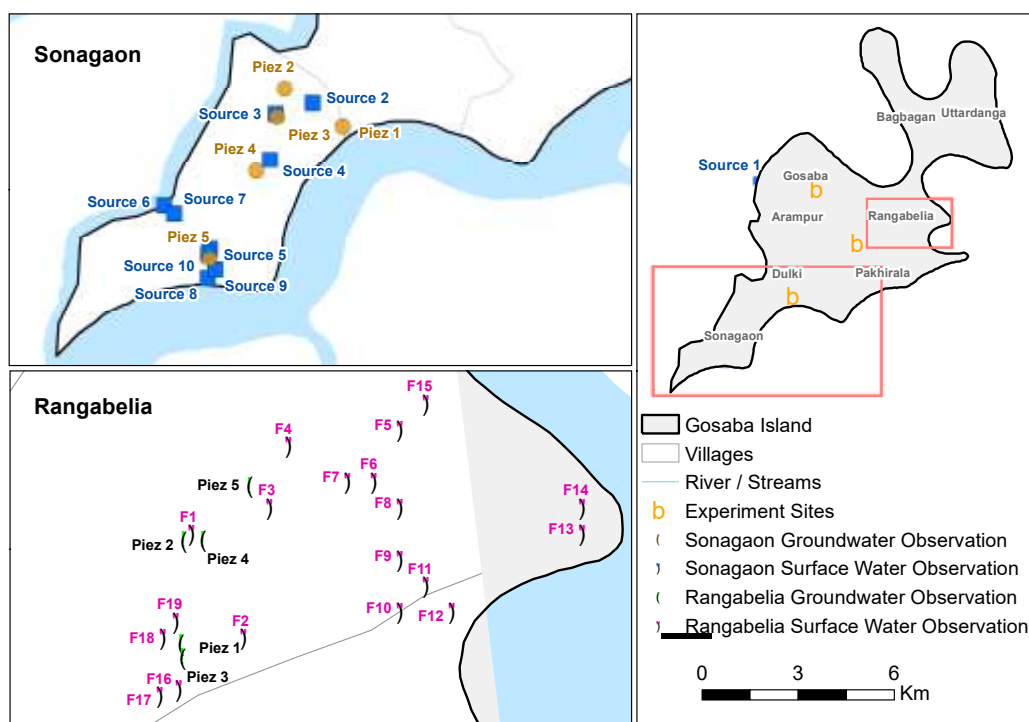 Sonagaon
Piez 2
Source 2
Source 3
Piez 3
Piez 1
Piez 4
Source 4
Source 6
Source 7
Piez 5
Source 5
Source 10
Source 9
Source 8
Rangabelia
F15
F5
F4
F7
F6
F14
Piez 5
F3
F8
F13
F1
Piez 2
Piez 4
F9
F11
F19
F10
F12
F18
F2
Piez 1
F16
Piez 3
F17
Uttardanga
Bagbagan
Source 1
Gosaba
b
Arampur
Rangabelia
b
Dulki
Pakhirala
b
Sonagaon
Gosaba Island
Villages
River / Streams
b Experiment Sites
Sonagaon Groundwater Observation
Sonagaon Surface Water Observation
Rangabelia Groundwater Observation
Rangabelia Surface Water Observation
0 3 6
Km